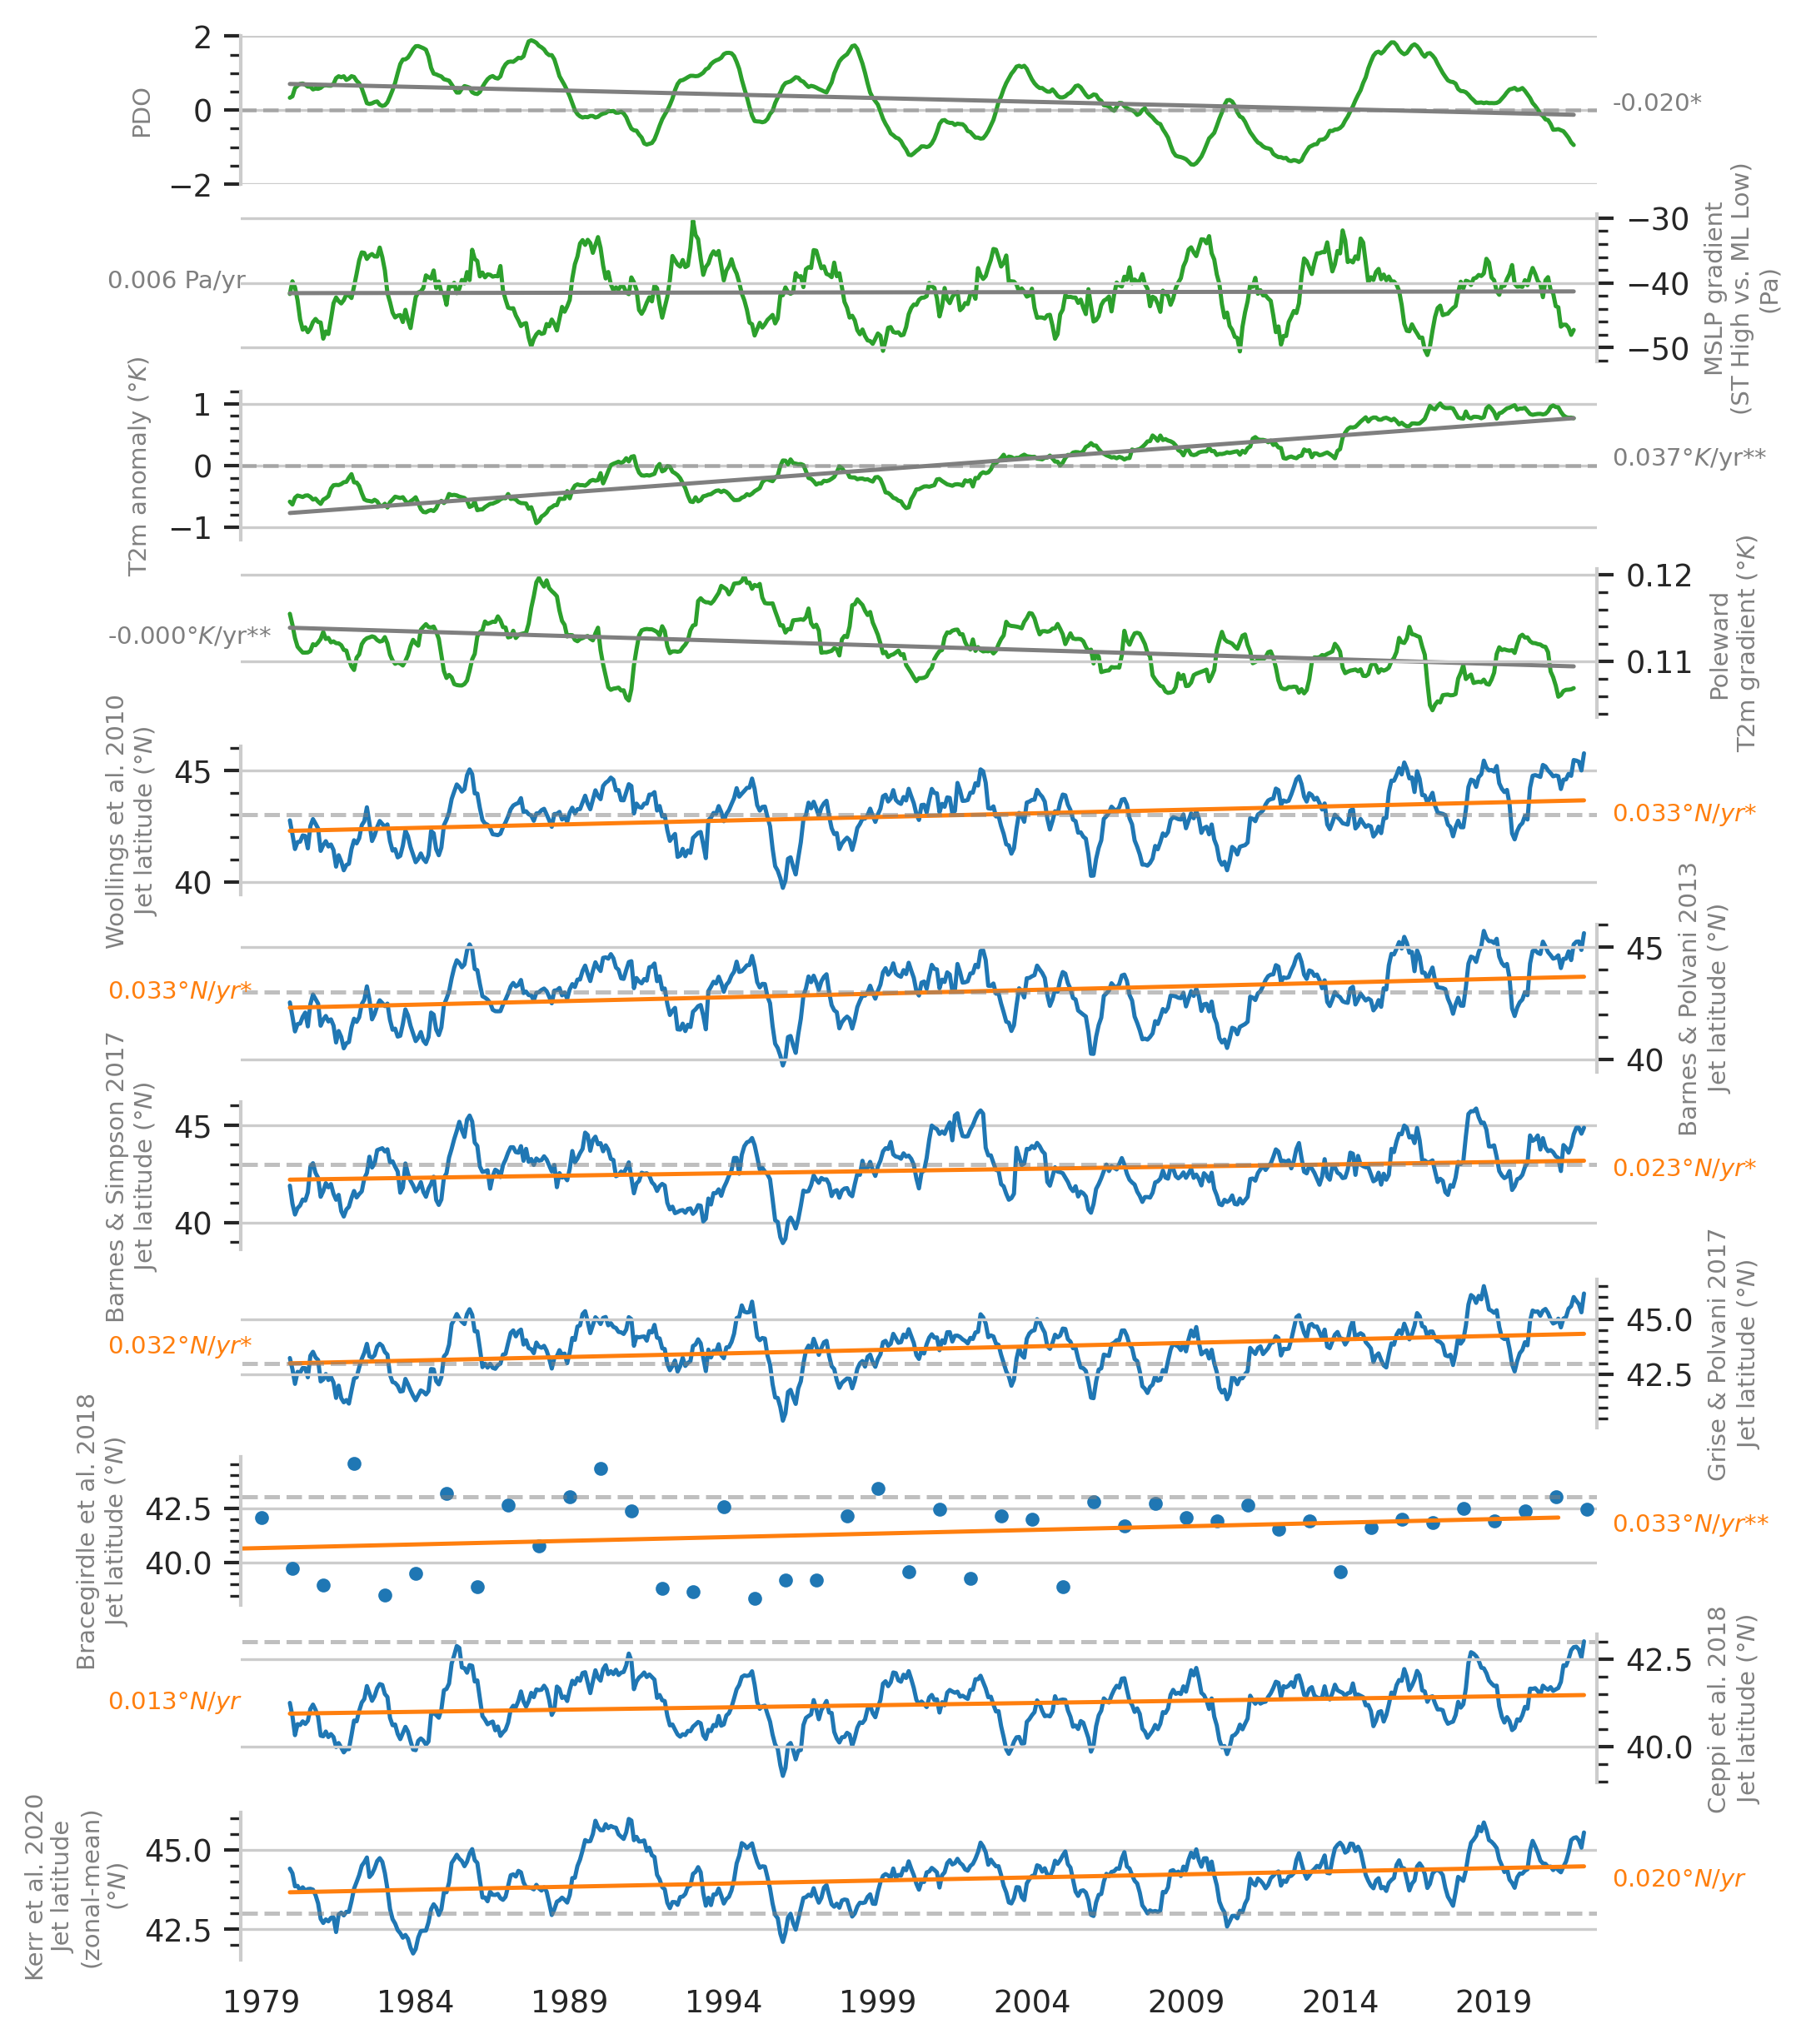 PDO
2
0
−2
-0.020*
0.006 Pa/yr
−30
−40
−50
MSLP gradient
(ST High vs. ML Low)
(Pa)
T2m anomaly (°K)
1
0
−1
0.037°K/yr**
-0.000°K/yr**
0.12
0.11
Poleward
T2m gradient (°K)
Woollings et al. 2010
Jet latitude (°N)
45
40
0.033°N/yr*
0.033°N/yr*
45
40
Barnes & Polvani 2013
Jet latitude (°N)
Barnes & Simpson 2017
Jet latitude (°N)
45
40
0.023°N/yr*
0.032°N/yr*
45.0
42.5
Grise & Polvani 2017
Jet latitude (°N)
Bracegirdle et al. 2018
Jet latitude (°N)
42.5
40.0
0.033°N/yr**
0.013°N/yr
42.5
40.0
Ceppi et al. 2018
Jet latitude (°N)
Kerr et al. 2020
Jet latitude
(zonal-mean)
(°N)
45.0
42.5
0.020°N/yr
1979 1984 1989 1994 1999 2004 2009 2014 2019